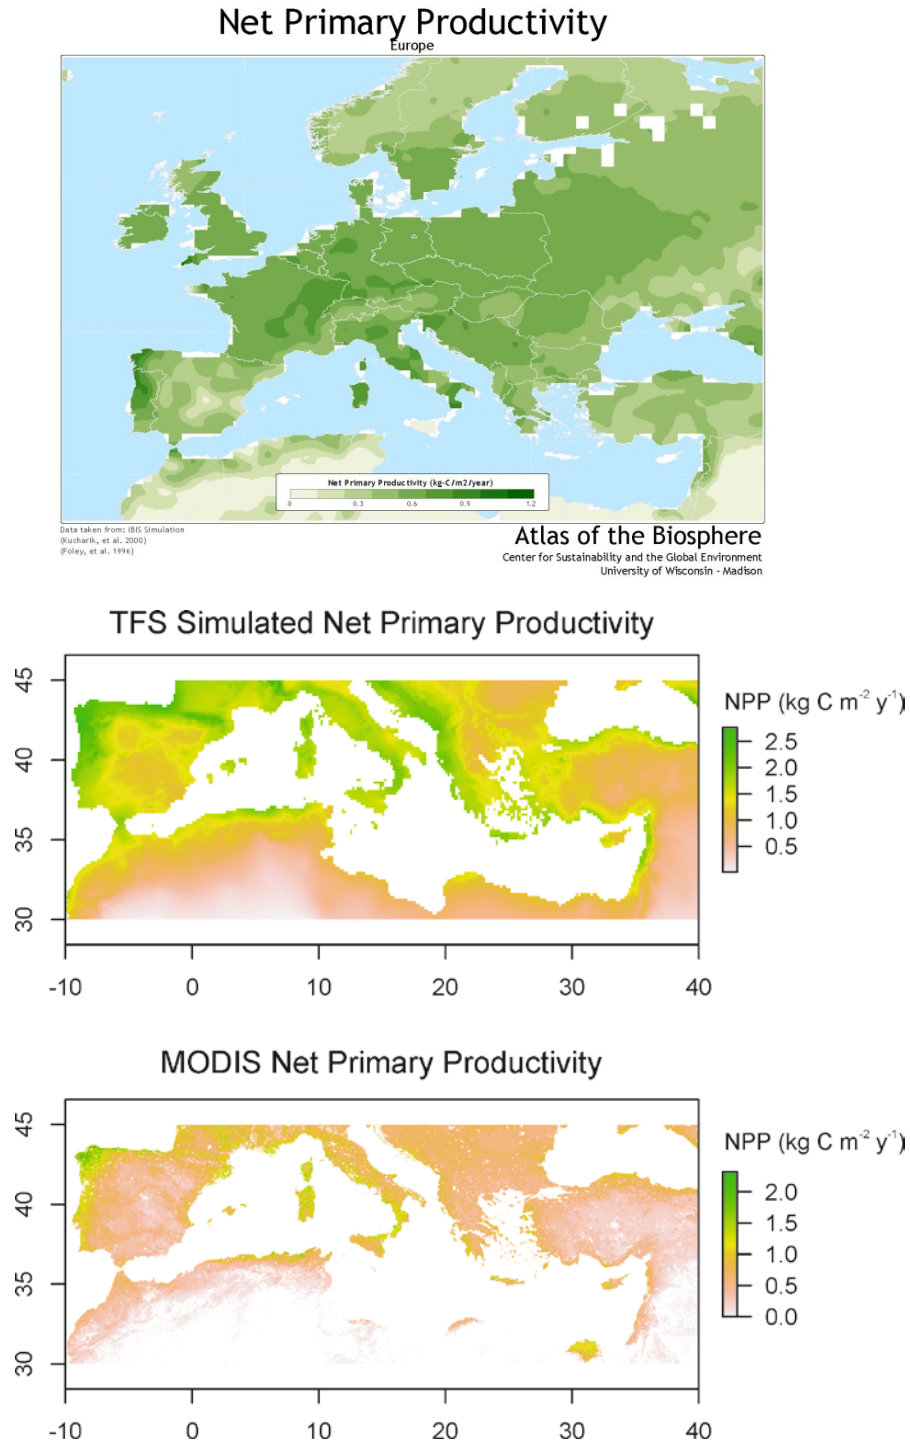 Net Primary Productivity
Europe
Net Primary Productivity (kg-C/m2/year)
0 0.3 0.6 0.9 1.2
Data taken from: IBIS Simulation
(Kucharik, et al. 2000)
(Foley, et al. 1996)
Atlas of the Biosphere
Center for Sustainability and the Global Environment
University of Wisconsin - Madison
TFS Simulated Net Primary Productivity
45
40
35
30
-10 0 10 20 30 40
NPP (kg C m⁻² y⁻¹)
2.5
2.0
1.5
1.0
0.5
MODIS Net Primary Productivity
45
40
35
30
-10 0 10 20 30 40
NPP (kg C m⁻² y⁻¹)
2.0
1.5
1.0
0.5
0.0